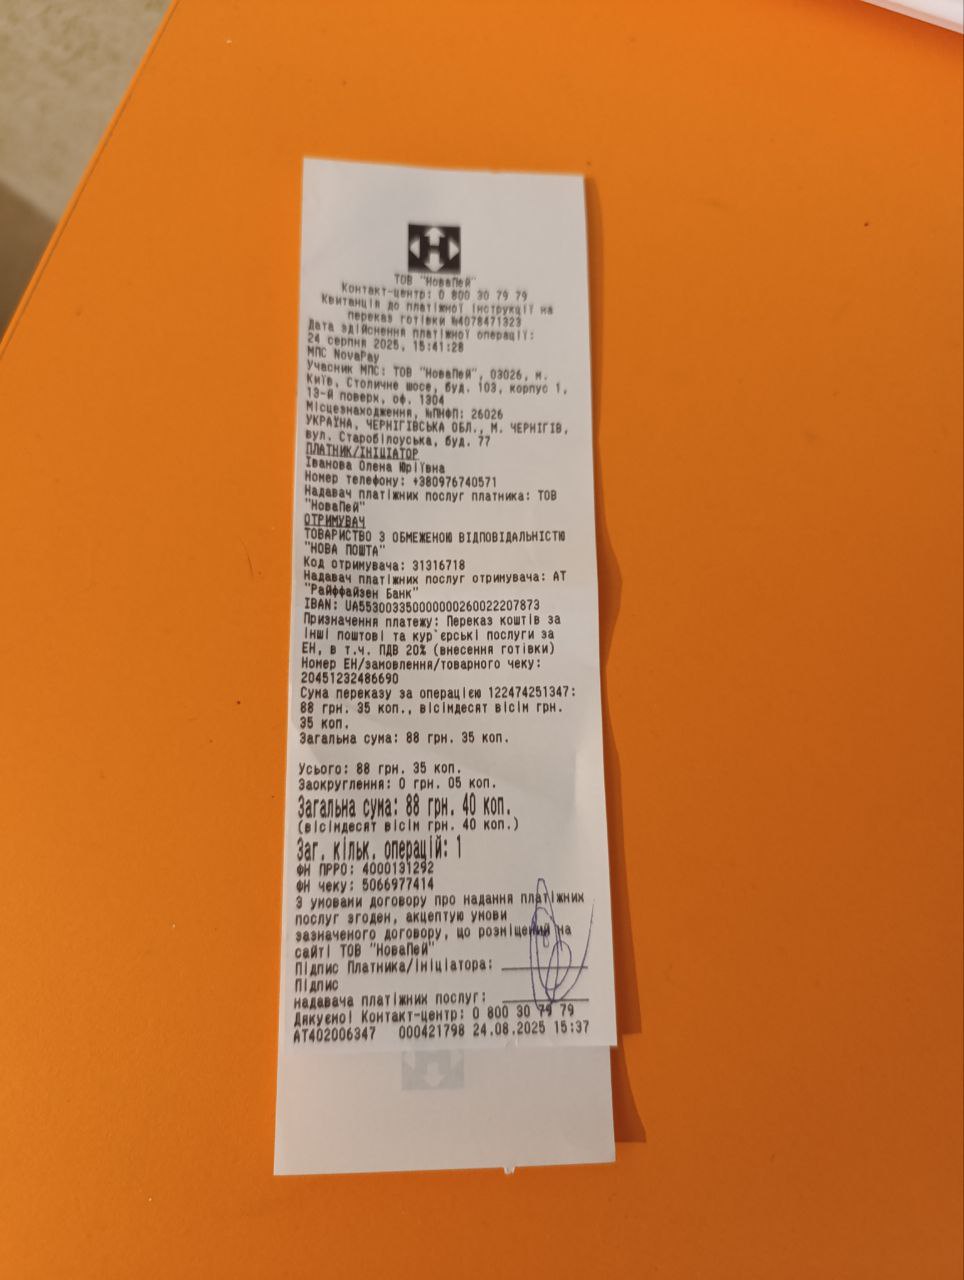 ТОВ "НоваПей"
Контакт-центр: 0 800 30 79 79
Квитанція до платіжної інструкції на
переказ готівки №4078471323
Дата здійснення платіжної операції:
24 серпня 2025, 15:41:28
МПС NovaPay
Учасник МПС: ТОВ "НоваПей", 03026, м.
Київ, Столичне шосе, буд. 103, корпус 1,
13-й поверх, оф. 1304
Місцезнаходження, №ПНФП: 26026
УКРАЇНА, ЧЕРНІГІВСЬКА ОБЛ., М. ЧЕРНІГІВ,
вул. Старобілоуська, буд. 77
ПЛАТНИК/ІНІЦІАТОР
Іванова Олена Юріївна
Номер телефону: +380976740571
Надавач платіжних послуг платника: ТОВ
"НоваПей"
ОТРИМУВАЧ
ТОВАРИСТВО З ОБМЕЖЕНОЮ ВІДПОВІДАЛЬНІСТЮ
"НОВА ПОШТА"
Код отримувача: 31316718
Надавач платіжних послуг отримувача: АТ
"Райффайзен Банк"
IBAN: UA553003350000000260022207873
Призначення платежу: Переказ коштів за
інші поштові та кур`єрські послуги за
ЕН, в т.ч. ПДВ 20% (внесення готівки)
Номер ЕН/замовлення/товарного чеку:
20451232486690
Сума переказу за операцією 122474251347:
88 грн. 35 коп., вісімдесят вісім грн.
35 коп.
Загальна сума: 88 грн. 35 коп.
Усього: 88 грн. 35 коп.
Заокруглення: 0 грн. 05 коп.
Загальна сума: 88 грн. 40 коп.
(вісімдесят вісім грн. 40 коп.)
Заг. кільк. операцій: 1
ФН ПРРО: 4000131292
ФН чеку: 5066977414
З умовами договору про надання платіжних
послуг згоден, акцептую умови
зазначеного договору, що розміщений на
сайті ТОВ "НоваПей"
Підпис Платника/Ініціатора:
Підпис
надавача платіжних послуг:
Дякуємо! Контакт-центр: 0 800 30 79 79
АТ402006347 000421798 24.08.2025 15:37